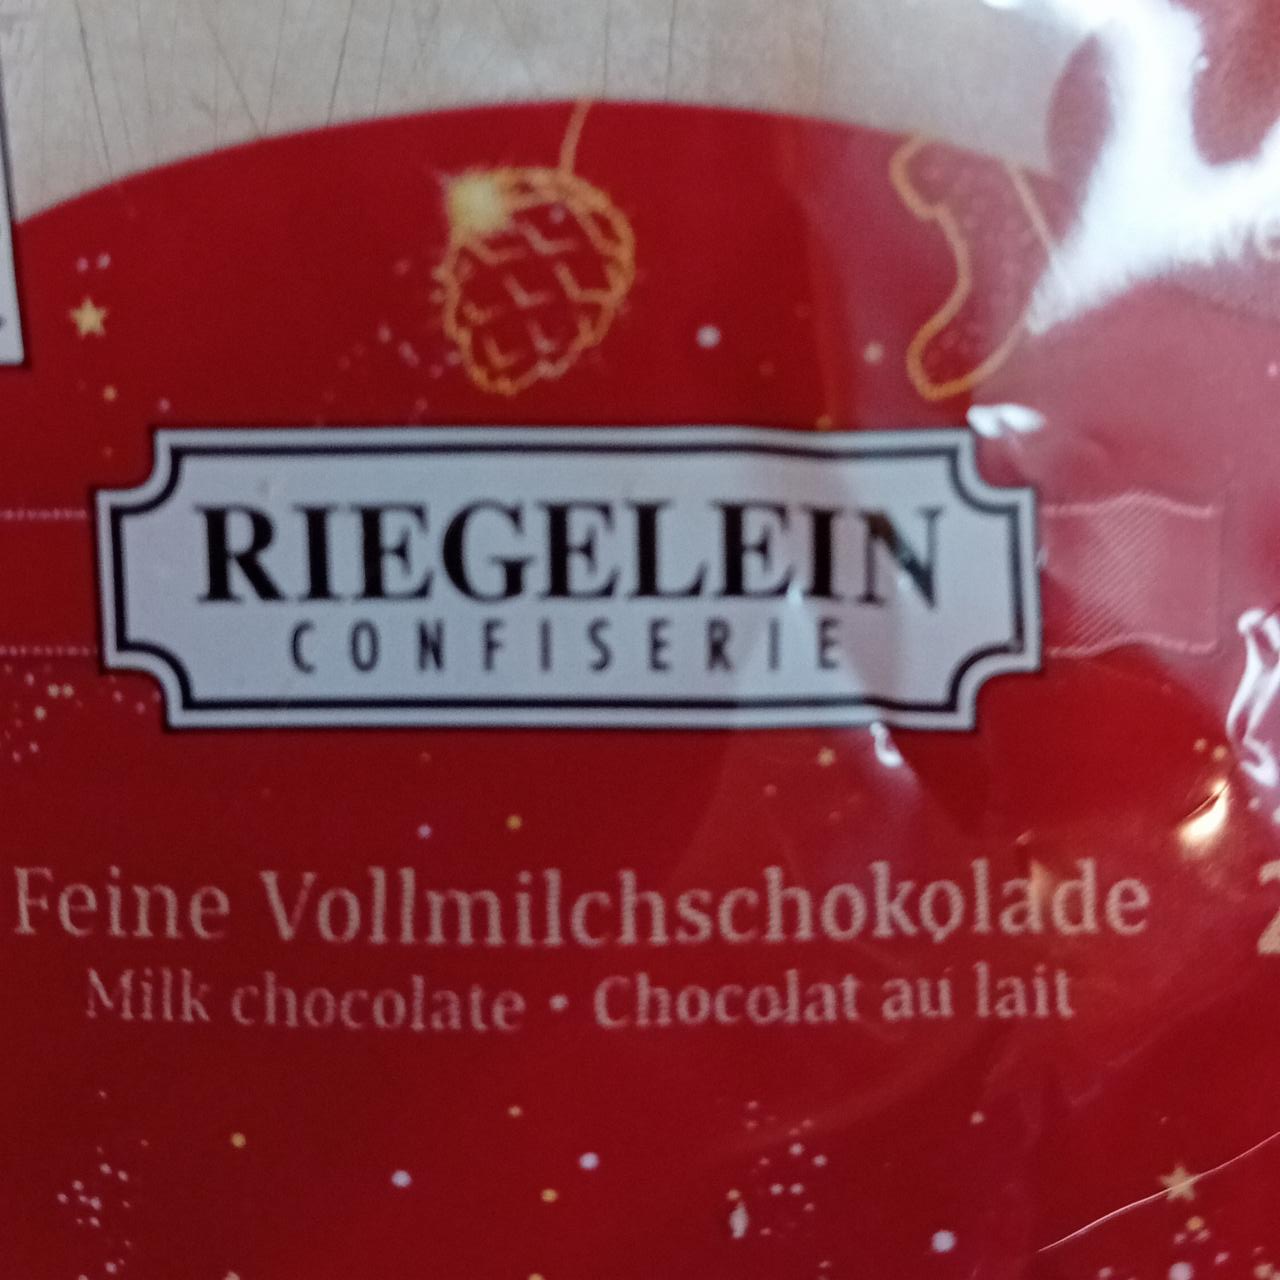 RIEGELEIN
CONFISERIE
Feine Vollmilchschokolade
Milk chocolate • Chocolat au lait